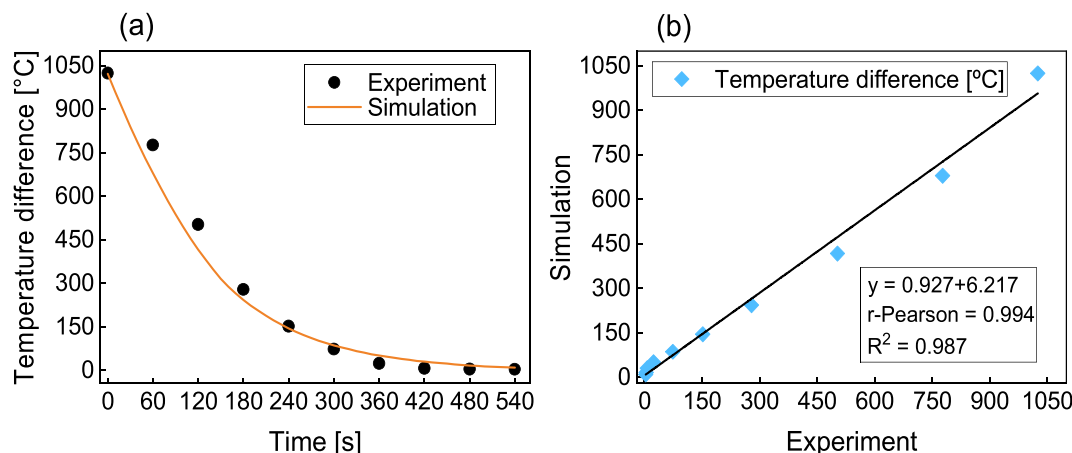 (a)
Temperature difference [°C]
1050
900
750
600
450
300
150
0
Experiment
Simulation
0 60 120 180 240 300 360 420 480 540
Time [s]
(b)
Simulation
1050
900
750
600
450
300
150
0
Temperature difference [ºC]
y = 0.927+6.217
r-Pearson = 0.994
R² = 0.987
0 150 300 450 600 750 900 1050
Experiment